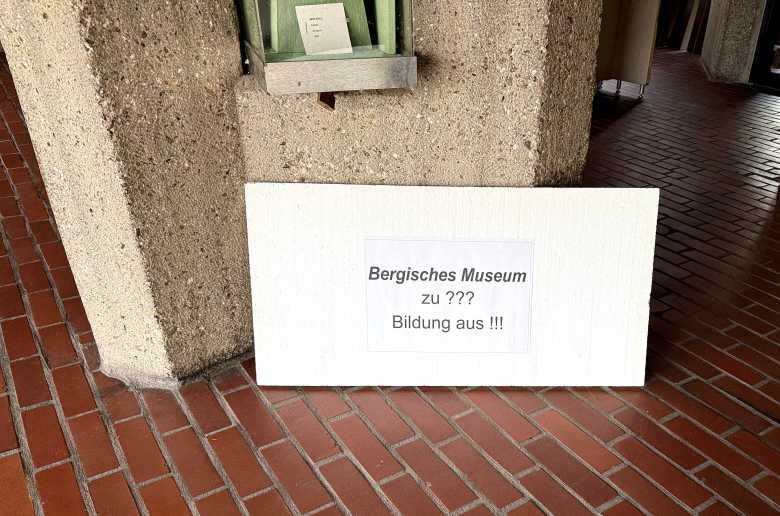 Bergisches Museum
zu ???
Bildung aus !!!